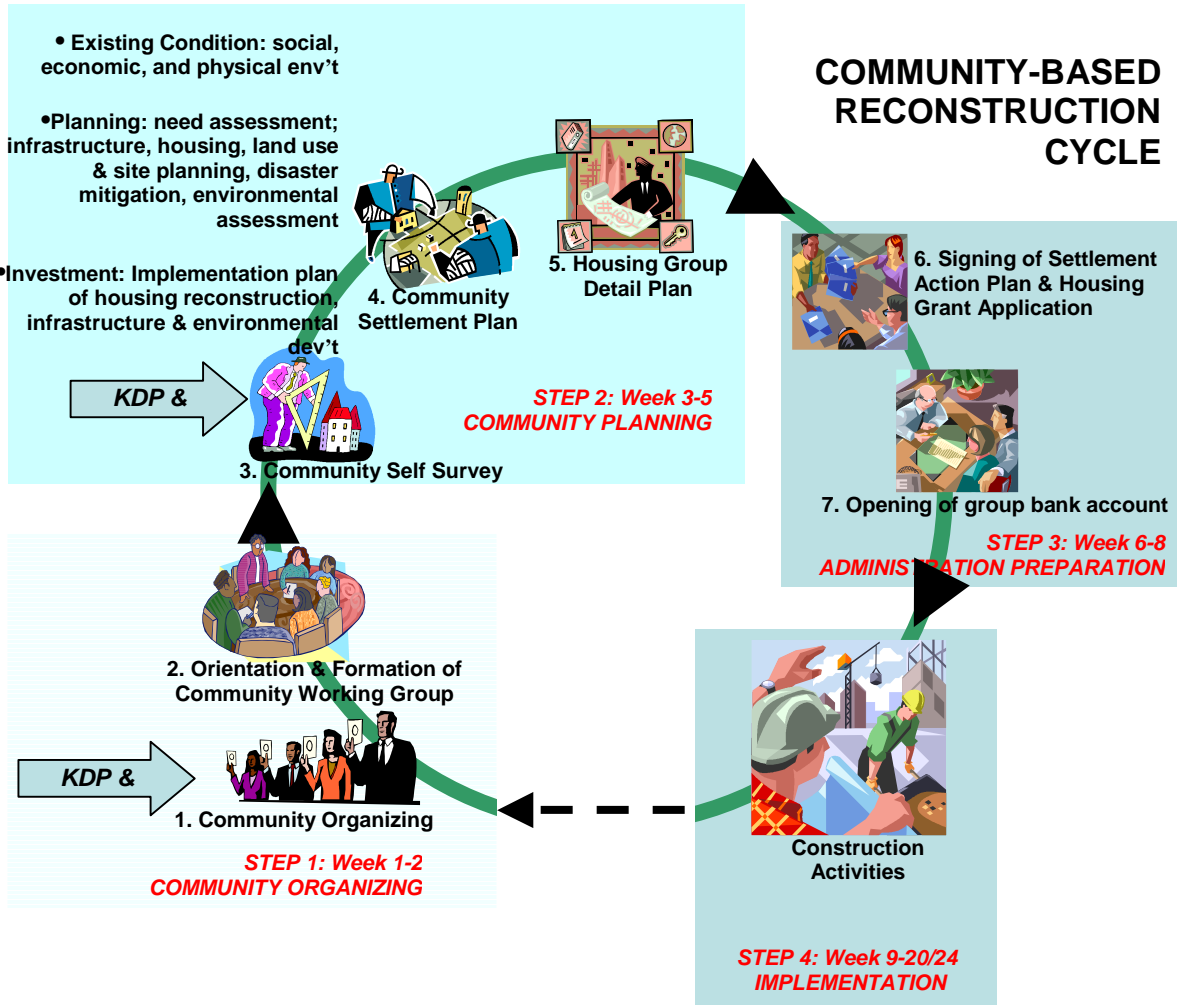 COMMUNITY-BASED
RECONSTRUCTION
CYCLE
• Existing Condition: social,
economic, and physical env't
•Planning: need assessment;
infrastructure, housing, land use
& site planning, disaster
mitigation, environmental
assessment
•Investment: Implementation plan
of housing reconstruction,
infrastructure & environmental
dev't
KDP &
3. Community Self Survey
4. Community
Settlement Plan
5. Housing Group
Detail Plan
STEP 2: Week 3-5
COMMUNITY PLANNING
6. Signing of Settlement
Action Plan & Housing
Grant Application
7. Opening of group bank account
STEP 3: Week 6-8
ADMINISTRATION PREPARATION
2. Orientation & Formation of
Community Working Group
KDP &
1. Community Organizing
STEP 1: Week 1-2
COMMUNITY ORGANIZING
Construction
Activities
STEP 4: Week 9-20/24
IMPLEMENTATION
1